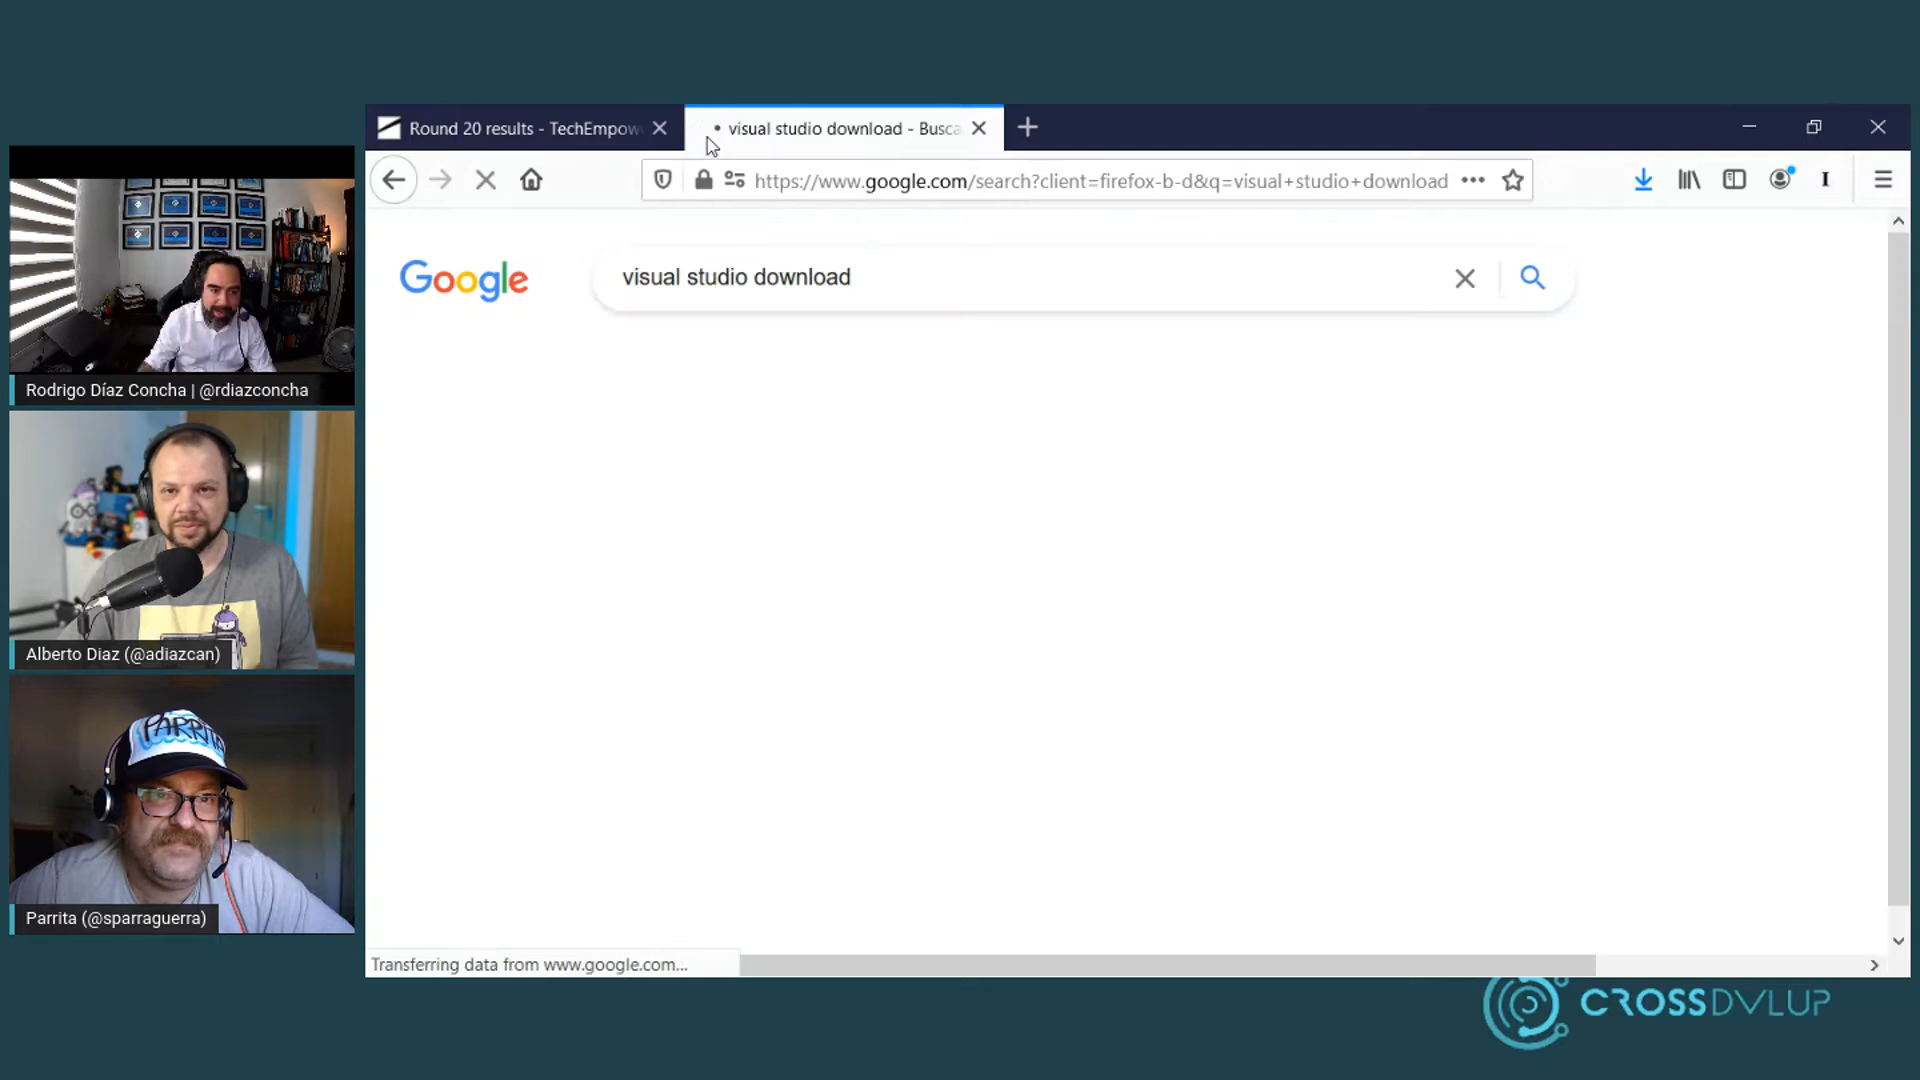 Round 20 results - TechEmpow
visual studio download - Busca
https://www.google.com/search?client=firefox-b-d&q=visual+studio+download
Google
visual studio download
Rodrigo Díaz Concha | @rdiazconcha
Alberto Diaz (@adiazcan)
PARRITA
Parrita (@sparraguerra)
Transferring data from www.google.com...
CROSSDVLUP